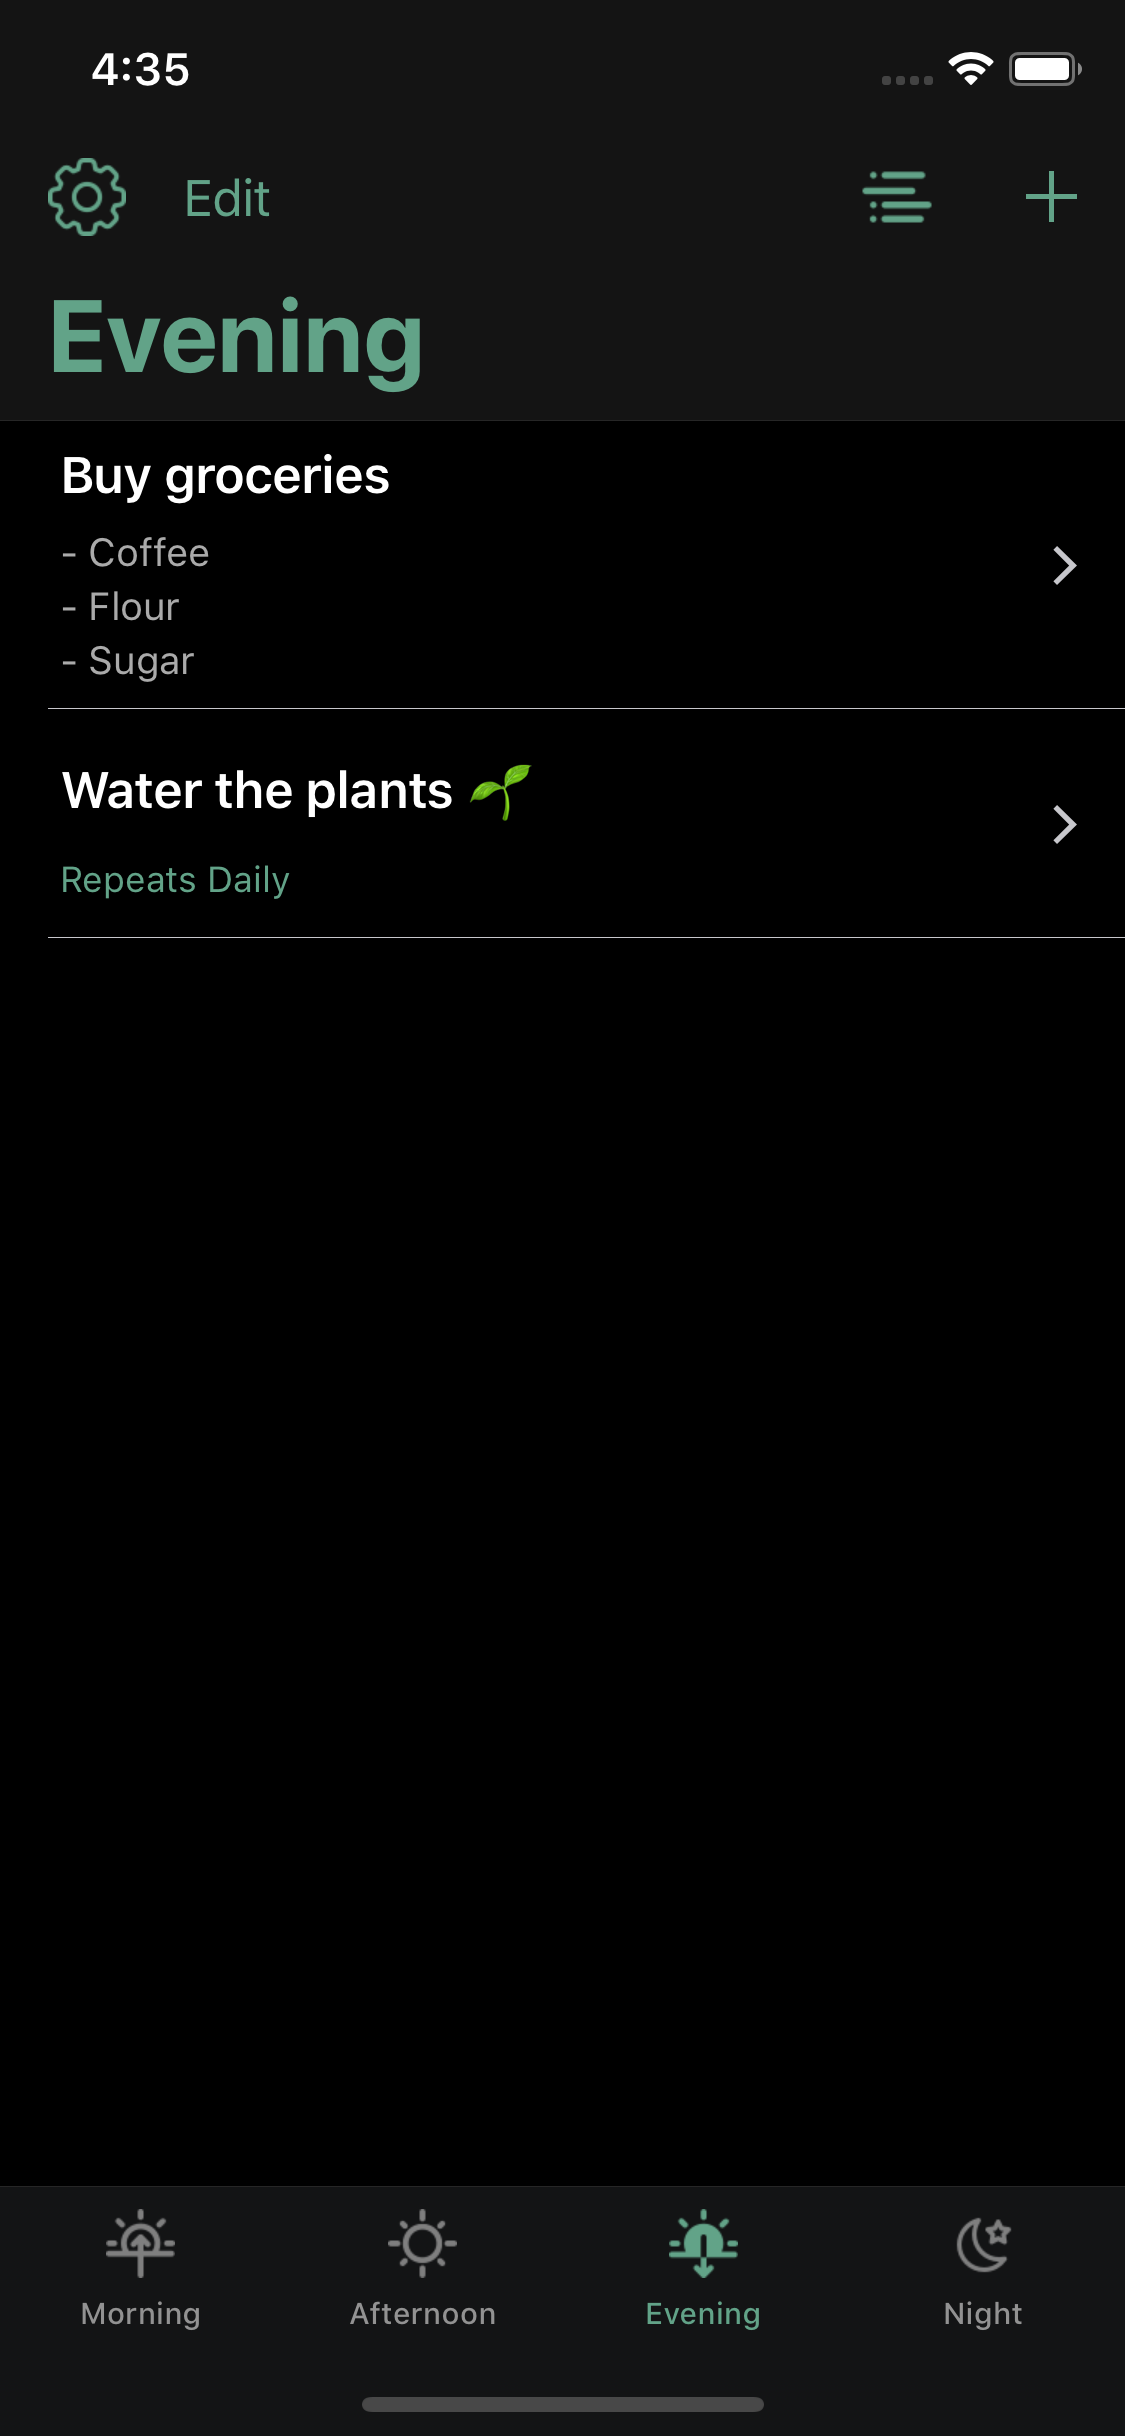 4:35
Edit
Evening
Buy groceries
- Coffee
- Flour
- Sugar
Water the plants 🌱
Repeats Daily
Morning
Afternoon
Evening
Night